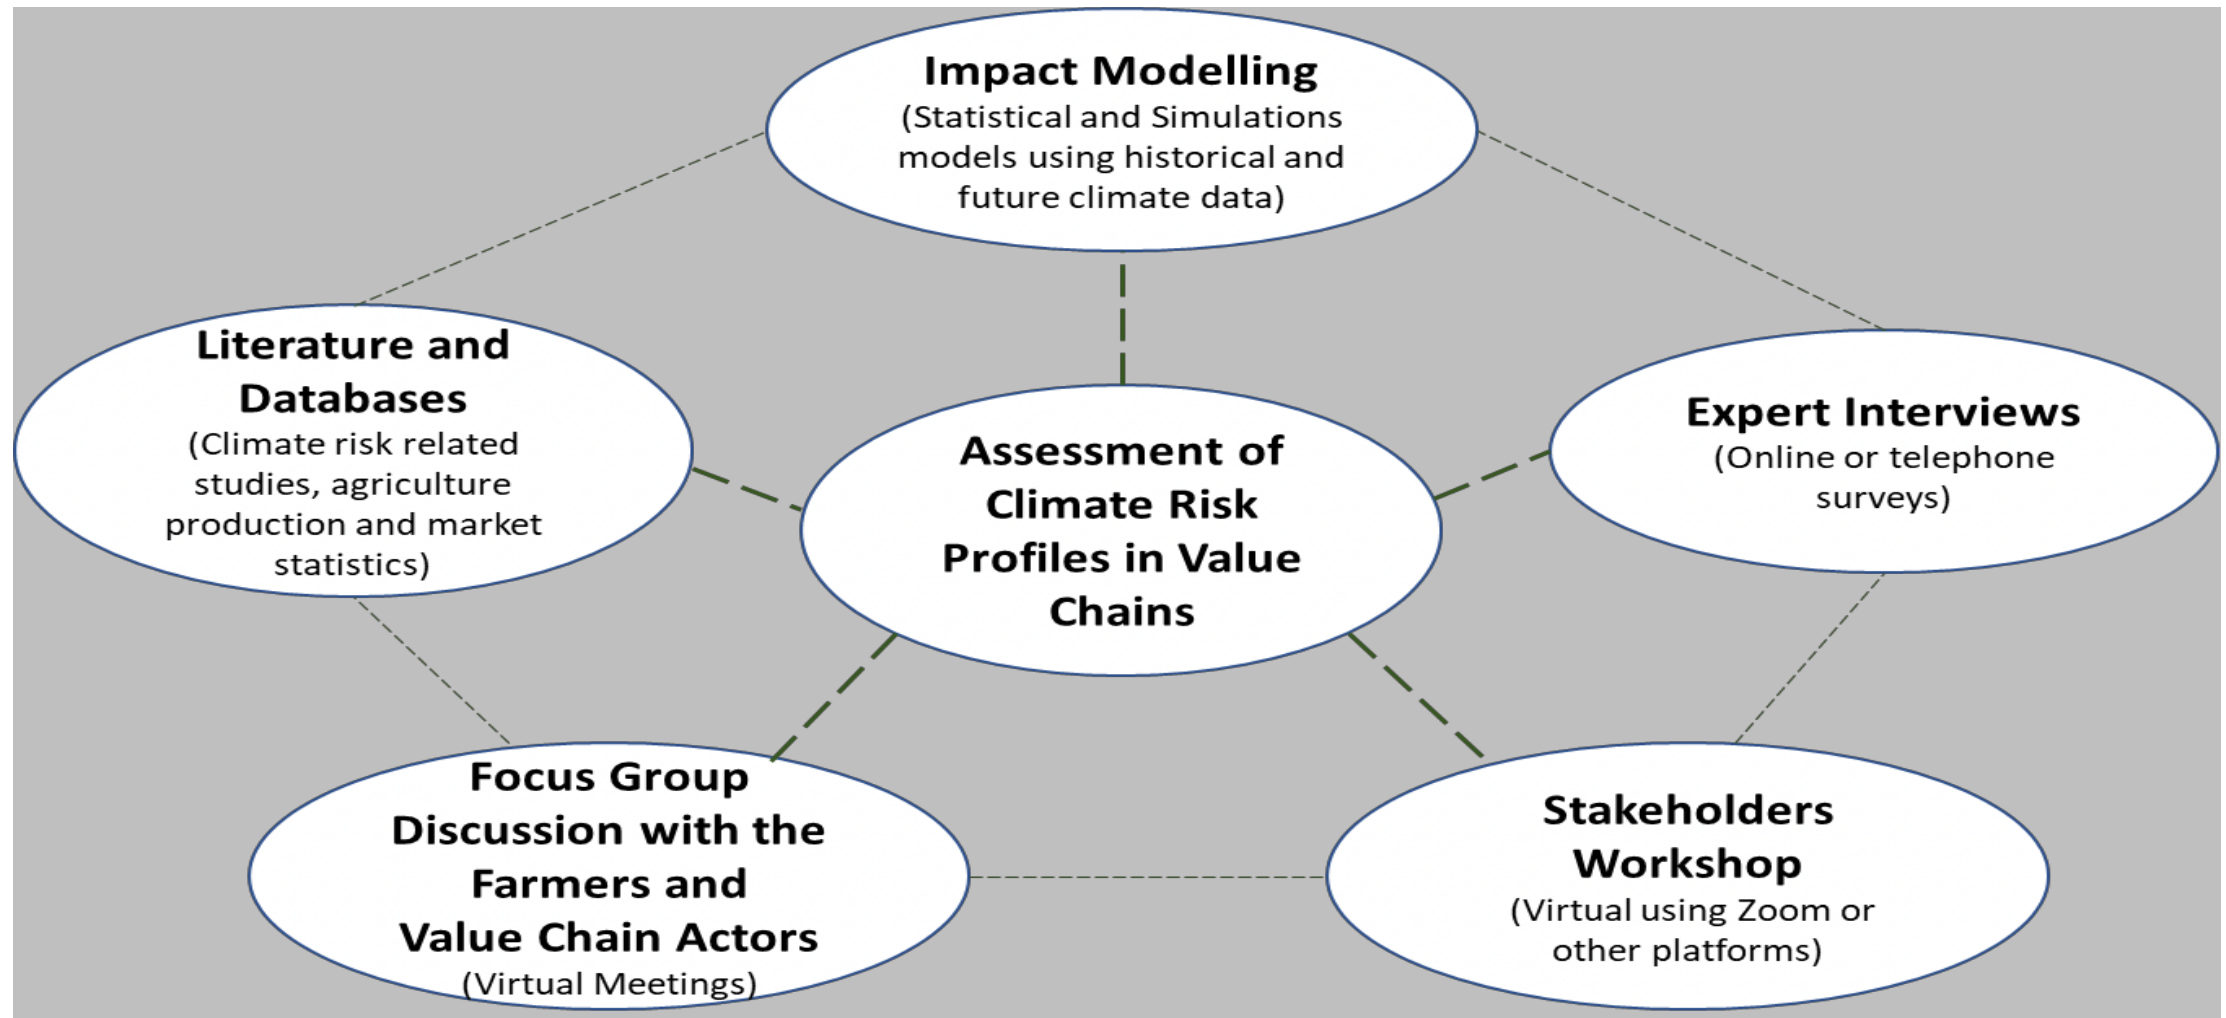 Impact Modelling
(Statistical and Simulations
models using historical and
future climate data)
Literature and
Databases
(Climate risk related
studies, agriculture
production and market
statistics)
Expert Interviews
(Online or telephone
surveys)
Assessment of
Climate Risk
Profiles in Value
Chains
Focus Group
Discussion with the
Farmers and
Value Chain Actors
(Virtual Meetings)
Stakeholders
Workshop
(Virtual using Zoom or
other platforms)